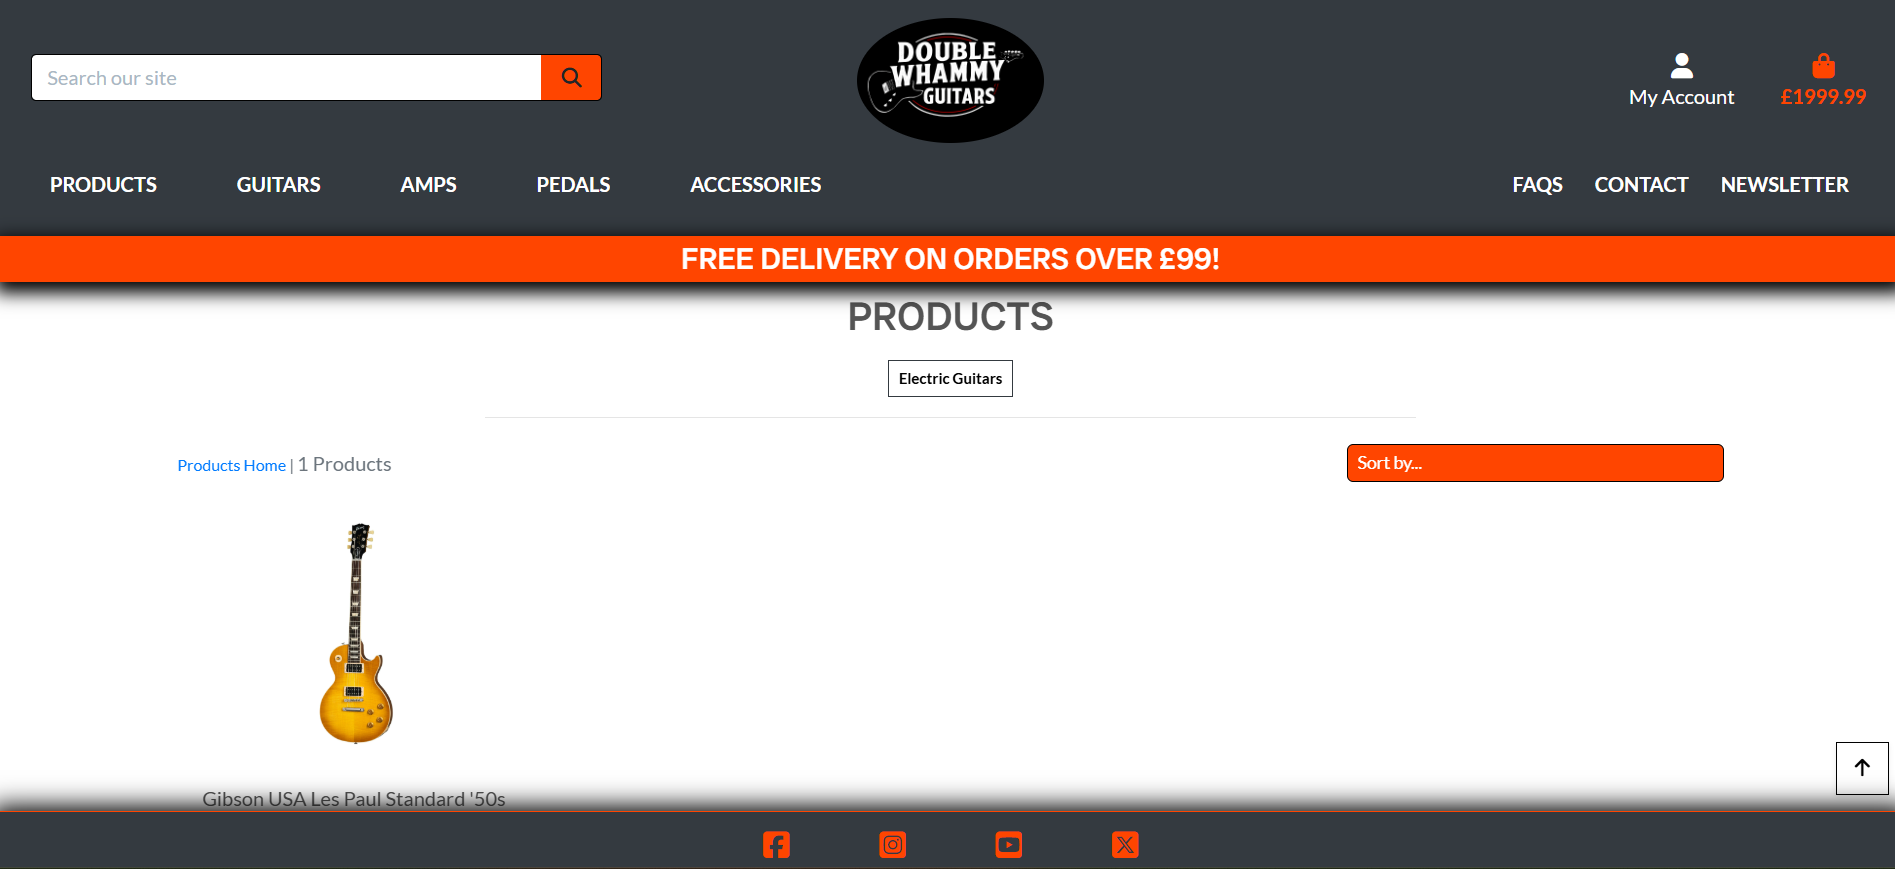 Search our site
DOUBLE
WHAMMY
GUITARS
My Account
£1999.99
PRODUCTS
GUITARS
AMPS
PEDALS
ACCESSORIES
FAQS
CONTACT
NEWSLETTER
FREE DELIVERY ON ORDERS OVER £99!
PRODUCTS
Electric Guitars
Products Home | 1 Products
Sort by...
Gibson USA Les Paul Standard '50s